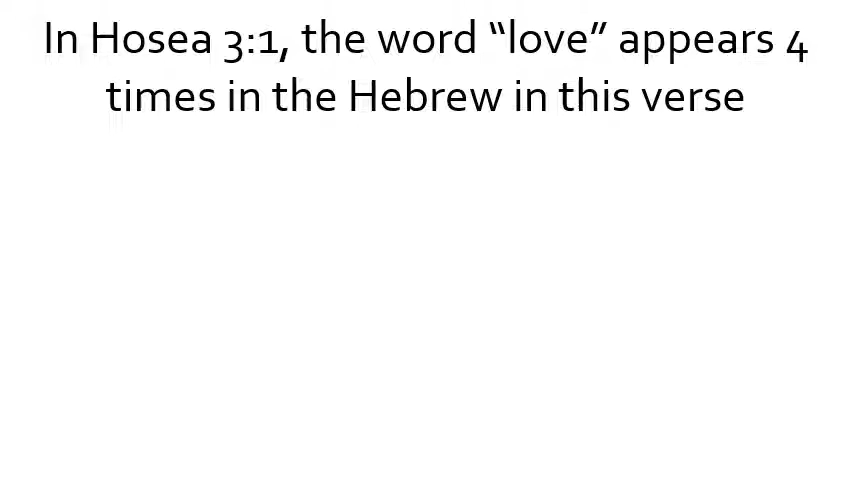 In Hosea 3:1, the word “love” appears 4
times in the Hebrew in this verse